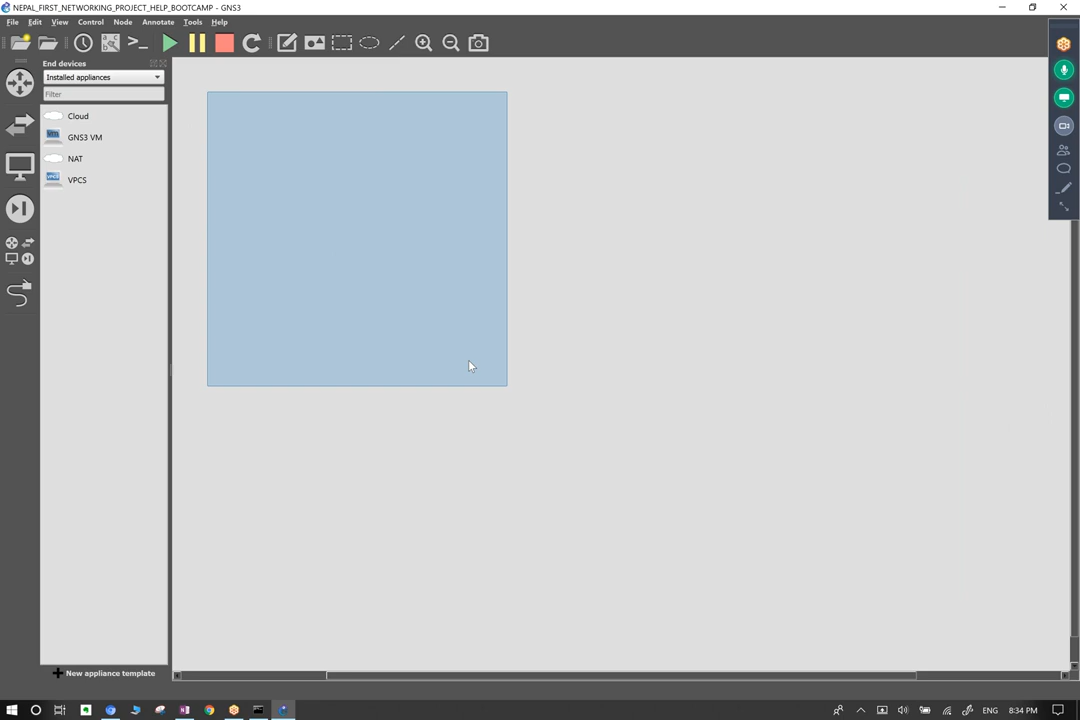 NEPAL_FIRST_NETWORKING_PROJECT_HELP_BOOTCAMP - GNS3
File Edit View Control Node Annotate Tools Help
End devices
Installed appliances
Filter
Cloud
GNS3 VM
NAT
VPCS
New appliance template
ENG 8:34 PM